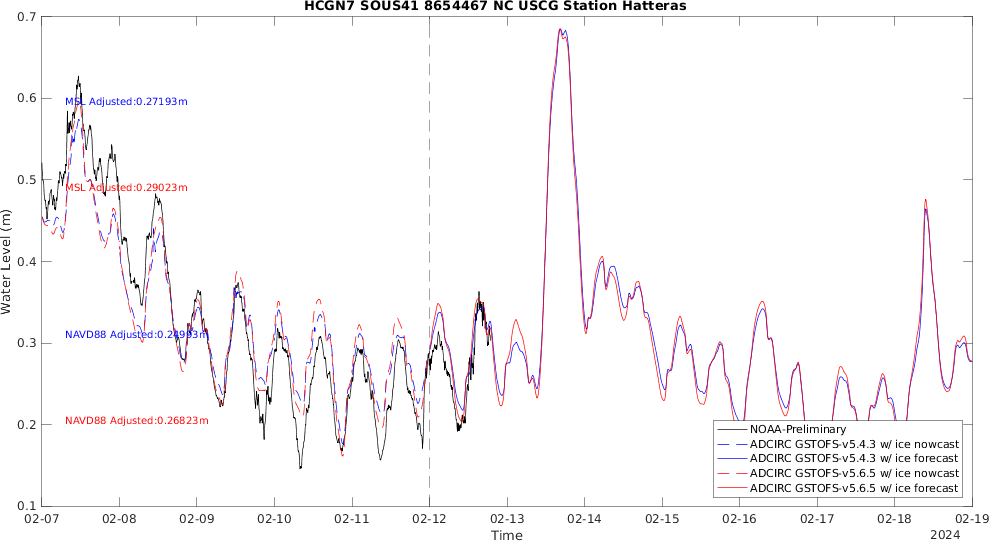 HCGN7 SOUS41 8654467 NC USCG Station Hatteras
0.7
0.6
0.5
0.4
0.3
0.2
0.1
Water Level (m)
MSL Adjusted:0.27193m
MSL Adjusted:0.29023m
NAVD88 Adjusted:0.24993m
NAVD88 Adjusted:0.26823m
NOAA-Preliminary
ADCIRC GSTOFS-v5.4.3 w/ ice nowcast
ADCIRC GSTOFS-v5.4.3 w/ ice forecast
ADCIRC GSTOFS-v5.6.5 w/ ice nowcast
ADCIRC GSTOFS-v5.6.5 w/ ice forecast
02-07 02-08 02-09 02-10 02-11 02-12 02-13 02-14 02-15 02-16 02-17 02-18 02-19
Time
2024